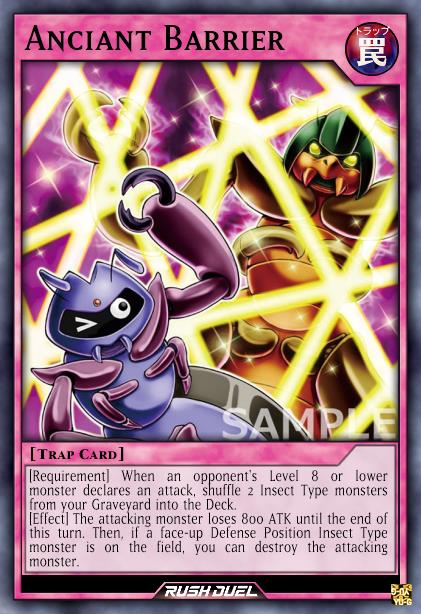 Anciant Barrier
トラップ
罠
SAMPLE
[Trap Card]
[Requirement] When an opponent's Level 8 or lower
monster declares an attack, shuffle 2 Insect Type monsters
from your Graveyard into the Deck.
[Effect] The attacking monster loses 800 ATK until the end of
this turn. Then, if a face-up Defense Position Insect Type
monster is on the field, you can destroy the attacking
monster.
RUSH DUEL